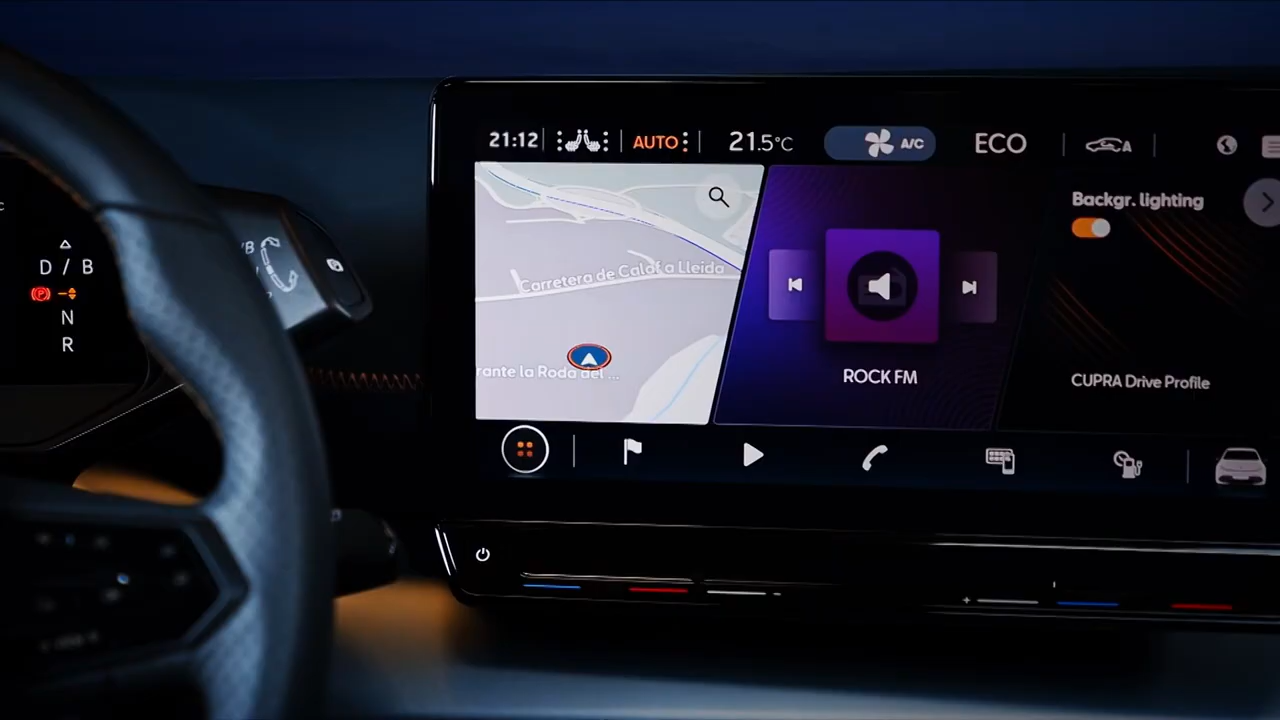 21:12 AUTO 21.5°C A/C ECO A
Backgr. lighting
Carretera de Calaf a Lleida
rante la Roda del ...
ROCK FM
CUPRA Drive Profile
D / B
P
N
R